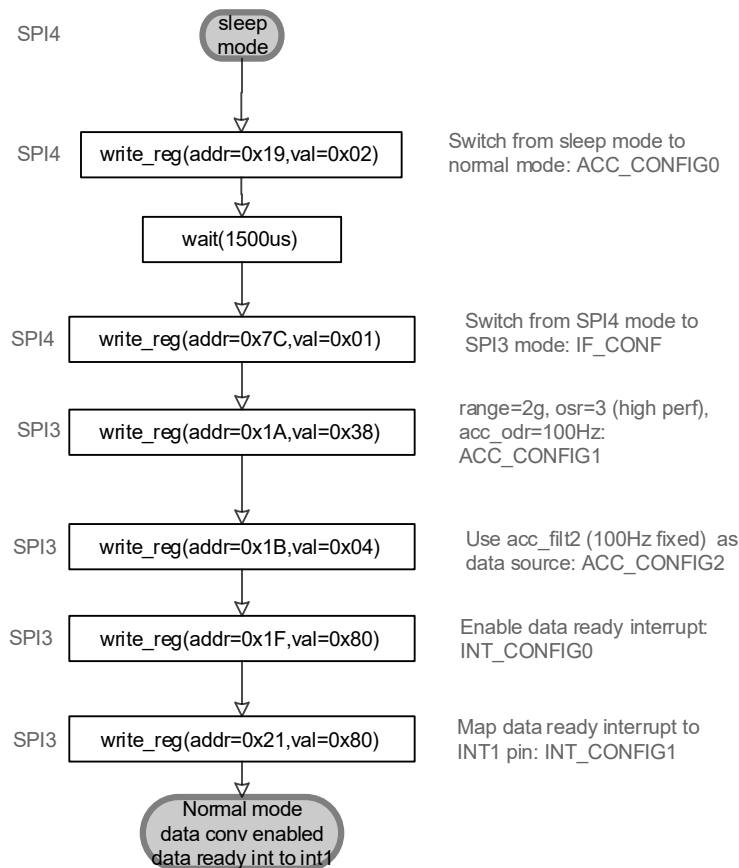 SPI4
sleep
mode
SPI4
write_reg(addr=0x19,val=0x02)
Switch from sleep mode to
normal mode: ACC_CONFIG0
wait(1500us)
SPI4
write_reg(addr=0x7C,val=0x01)
Switch from SPI4 mode to
SPI3 mode: IF_CONF
SPI3
write_reg(addr=0x1A,val=0x38)
range=2g, osr=3 (high perf),
acc_odr=100Hz:
ACC_CONFIG1
SPI3
write_reg(addr=0x1B,val=0x04)
Use acc_filt2 (100Hz fixed) as
data source: ACC_CONFIG2
SPI3
write_reg(addr=0x1F,val=0x80)
Enable data ready interrupt:
INT_CONFIG0
SPI3
write_reg(addr=0x21,val=0x80)
Map data ready interrupt to
INT1 pin: INT_CONFIG1
Normal mode
data conv enabled
data ready int to int1